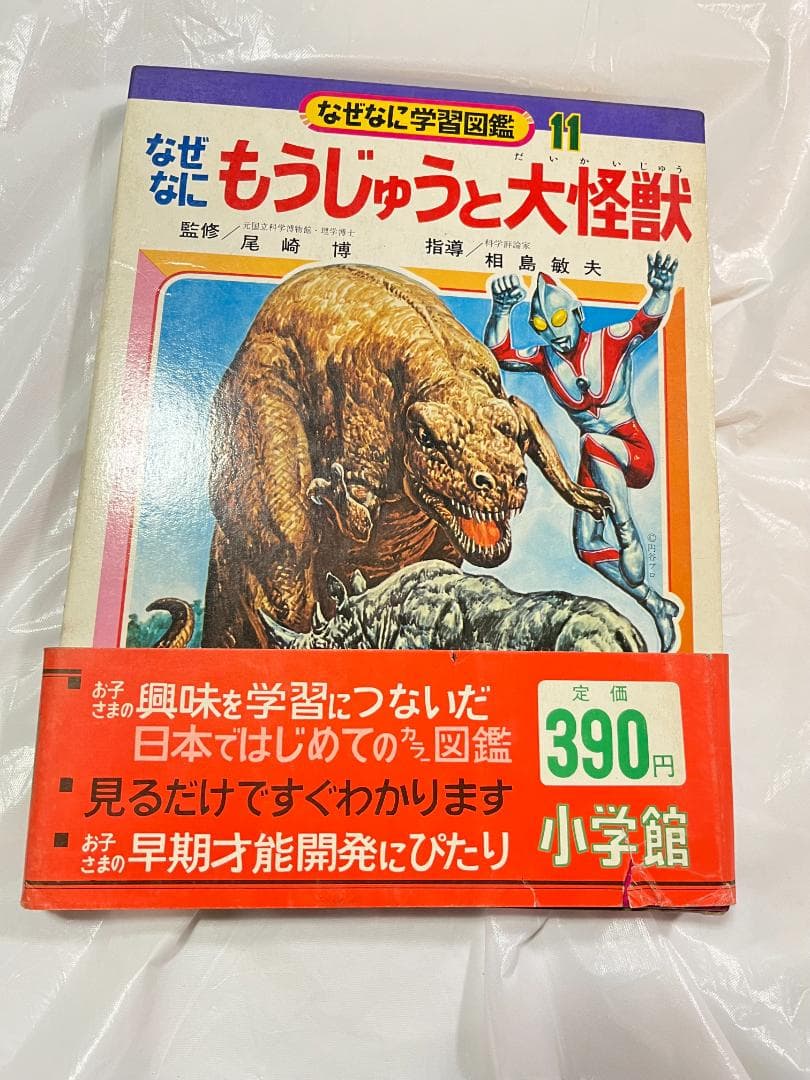 なぜなに学習図鑑 11
なぜなに もうじゅうと大怪獣
だいかいじゅう
元国立科学博物館・理学博士
監修／尾崎 博
科学評論家
指導／相島敏夫
©円谷プロ
お子さまの 興味を学習につないだ
日本ではじめてのカラー図鑑
見るだけですぐわかります
お子さまの 早期才能開発にぴたり
定価
390円
小学館